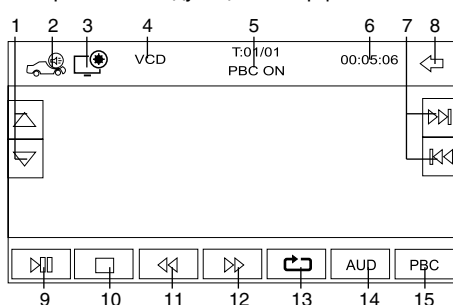 1 2 3 4 5 6 7 8
VCD T:01/01 00:05:06
PBC ON
AUD PBC
9 10 11 12 13 14 15